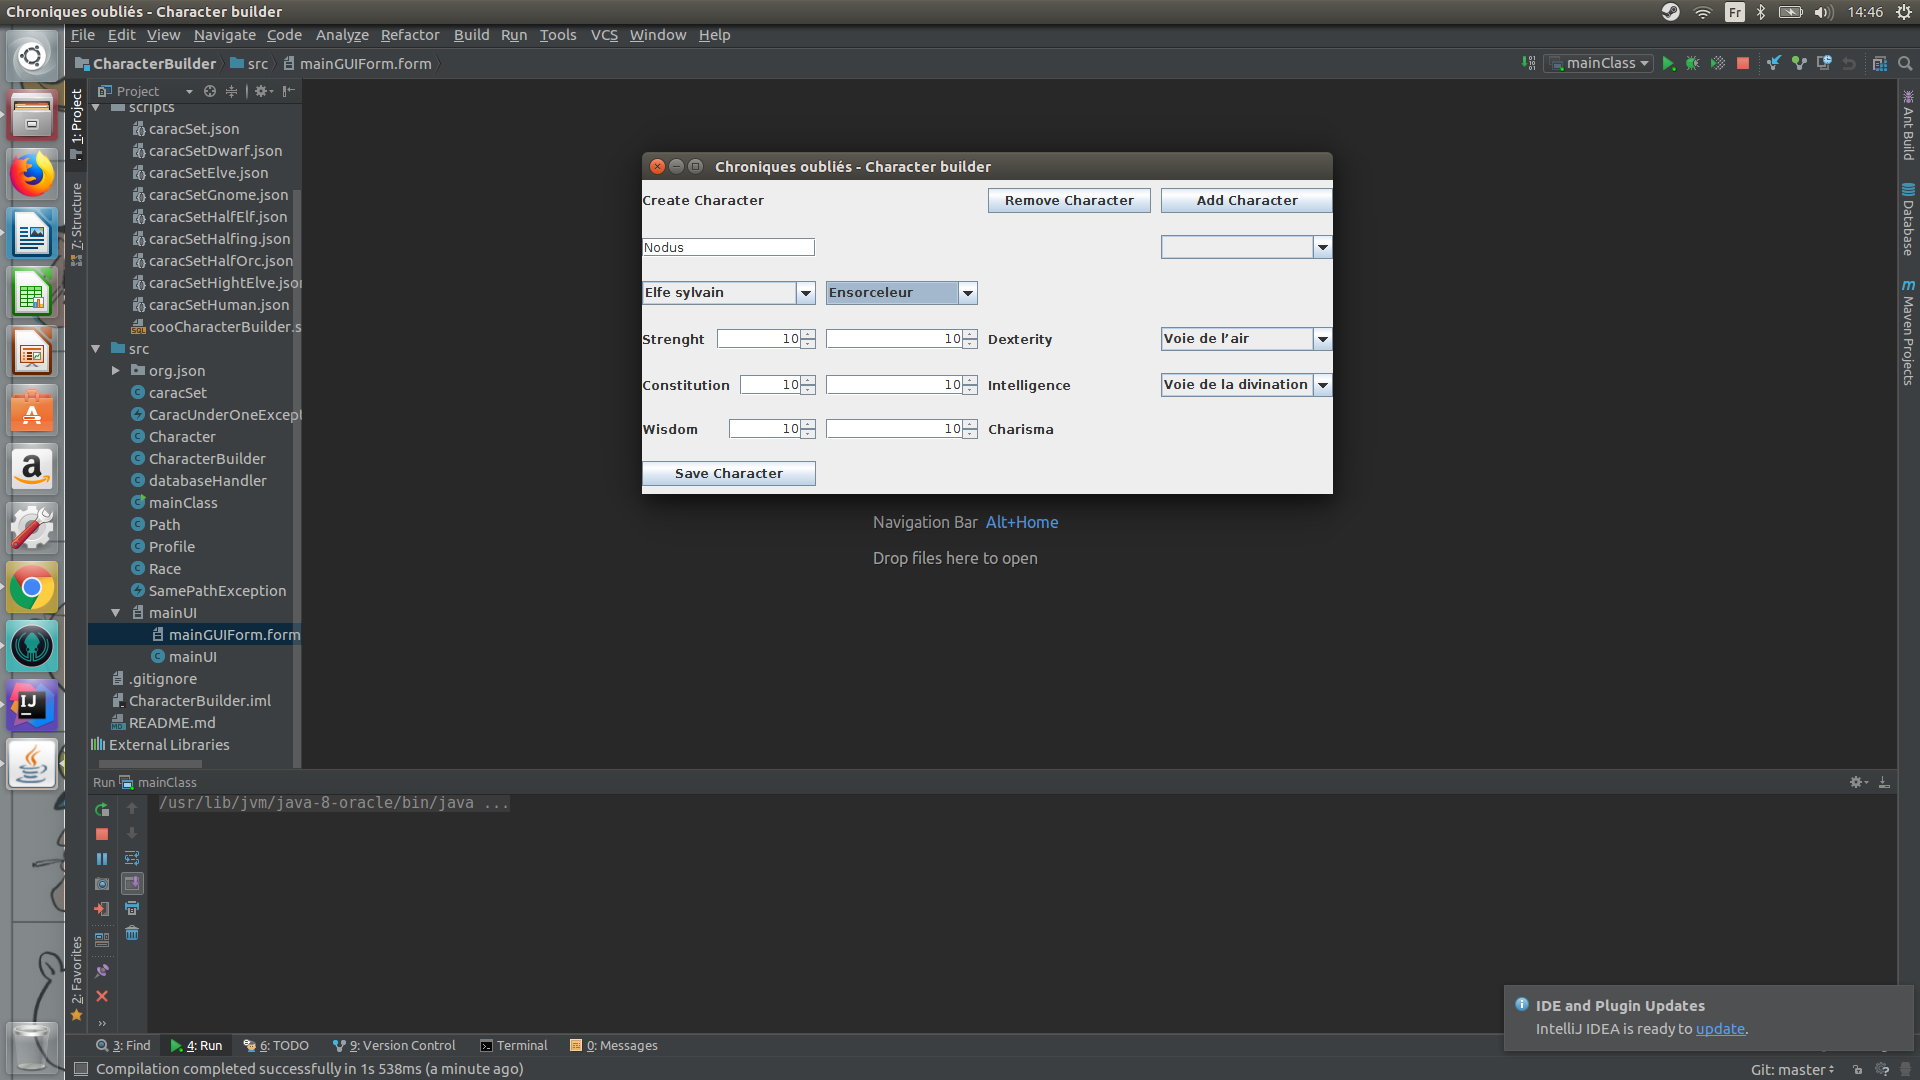 Chroniques oubliés - Character builder
Fr
14:46
File Edit View Navigate Code Analyze Refactor Build Run Tools VCS Window Help
CharacterBuilder src mainGUIForm.form
mainClass
1: Project
7: Structure
2: Favorites
Project
scripts
caracSet.json
caracSetDwarf.json
caracSetElve.json
caracSetGnome.json
caracSetHalfElf.json
caracSetHalfing.json
caracSetHalfOrc.json
caracSetHightElve.jso
caracSetHuman.json
cooCharacterBuilder.s
src
org.json
caracSet
CaracUnderOneExcept
Character
CharacterBuilder
databaseHandler
mainClass
Path
Profile
Race
SamePathException
mainUI
mainGUIForm.form
mainUI
.gitignore
CharacterBuilder.iml
README.md
External Libraries
Chroniques oubliés - Character builder
Create Character Remove Character Add Character
Nodus
Elfe sylvain Ensorceleur
Strenght 10 10 Dexterity Voie de l’air
Constitution 10 10 Intelligence Voie de la divination
Wisdom 10 10 Charisma
Save Character
Navigation Bar Alt+Home
Drop files here to open
Ant Build
Database
Maven Projects
Run mainClass
/usr/lib/jvm/java-8-oracle/bin/java ...
IDE and Plugin Updates
IntelliJ IDEA is ready to update.
3: Find 4: Run 6: TODO 9: Version Control Terminal 0: Messages
Compilation completed successfully in 1s 538ms (a minute ago)
Git: master